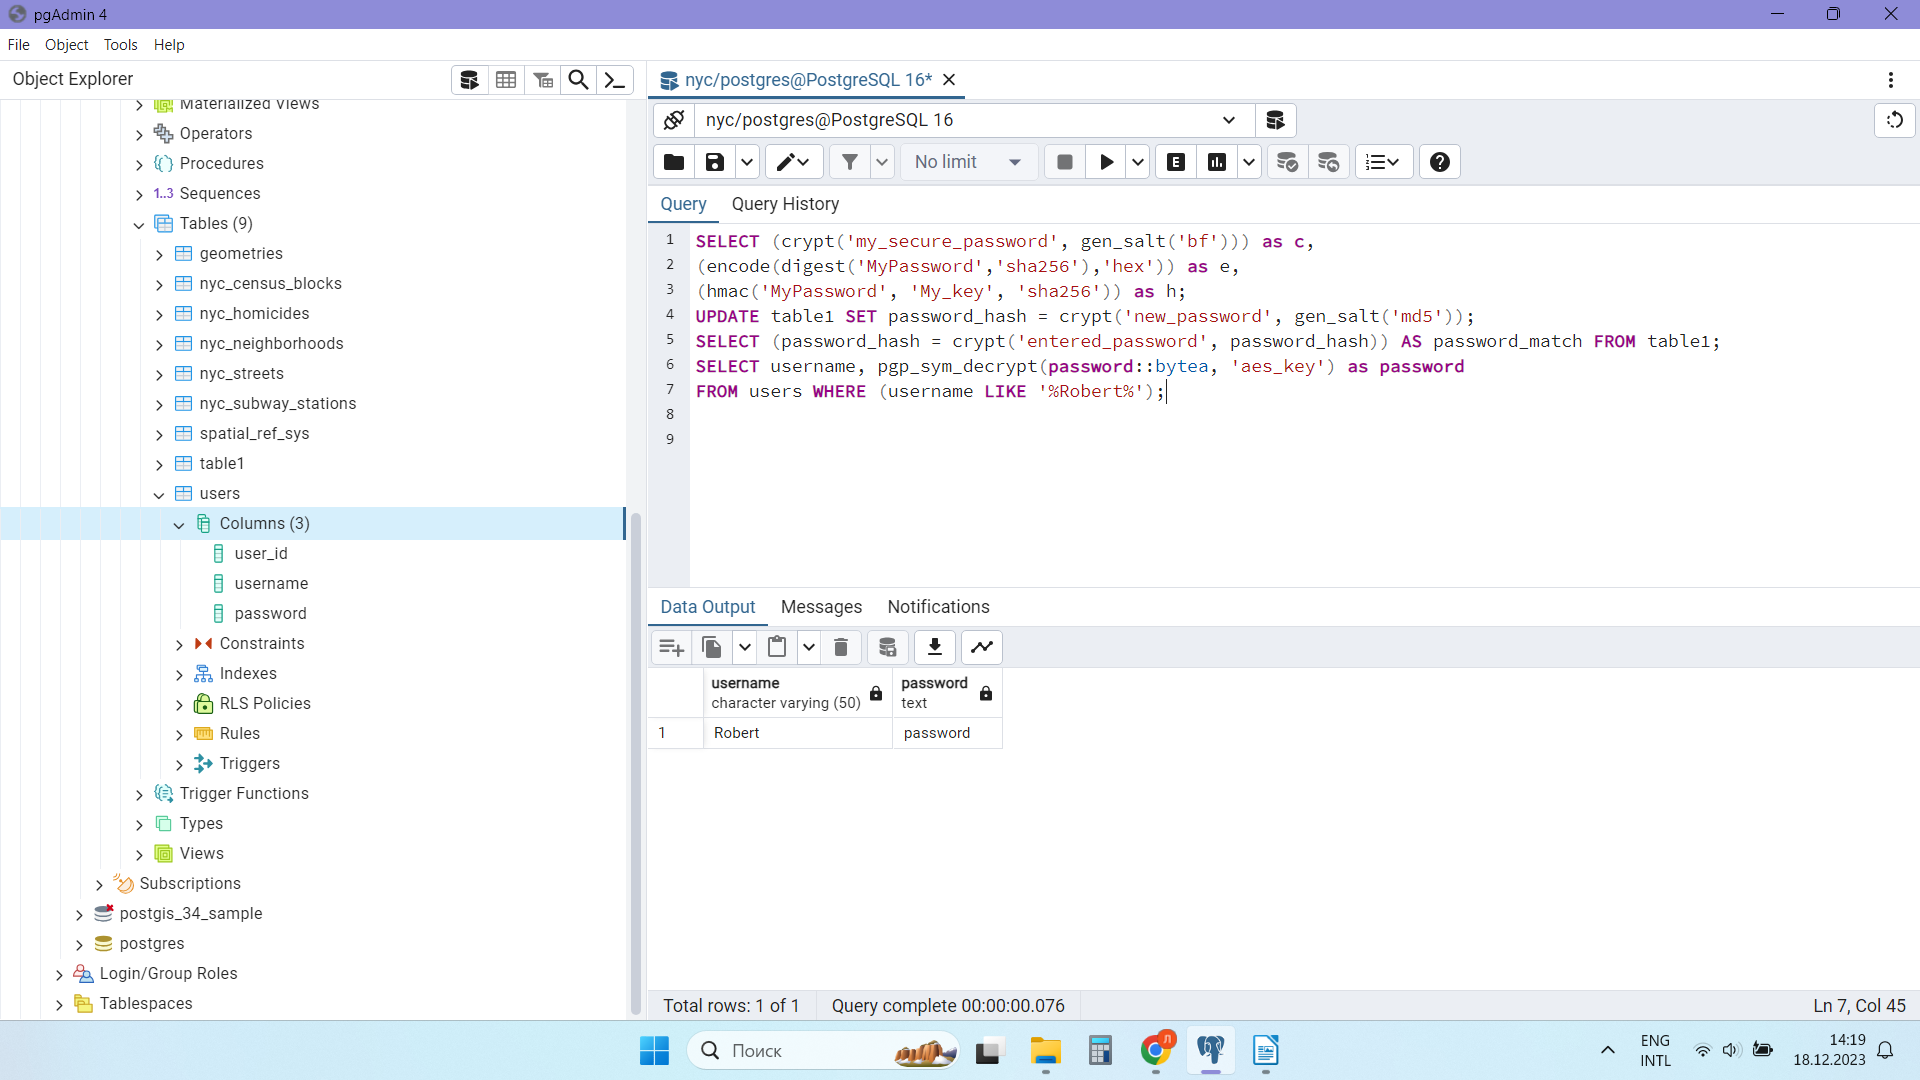 pgAdmin 4
File Object Tools Help
Object Explorer
Materialized Views
Operators
Procedures
1..3 Sequences
Tables (9)
geometries
nyc_census_blocks
nyc_homicides
nyc_neighborhoods
nyc_streets
nyc_subway_stations
spatial_ref_sys
table1
users
Columns (3)
user_id
username
password
Constraints
Indexes
RLS Policies
Rules
Triggers
Trigger Functions
Types
Views
Subscriptions
postgis_34_sample
postgres
Login/Group Roles
Tablespaces
nyc/postgres@PostgreSQL 16*
nyc/postgres@PostgreSQL 16
No limit
E
Query Query History
1 SELECT (crypt('my_secure_password', gen_salt('bf'))) as c,
2 (encode(digest('MyPassword','sha256'),'hex')) as e,
3 (hmac('MyPassword', 'My_key', 'sha256')) as h;
4 UPDATE table1 SET password_hash = crypt('new_password', gen_salt('md5'));
5 SELECT (password_hash = crypt('entered_password', password_hash)) AS password_match FROM table1;
6 SELECT username, pgp_sym_decrypt(password::bytea, 'aes_key') as password
7 FROM users WHERE (username LIKE '%Robert%');
8
9
Data Output Messages Notifications
username password
character varying (50) text
1 Robert password
Total rows: 1 of 1 Query complete 00:00:00.076 Ln 7, Col 45
Поиск
Л
ENG
INTL
14:19
18.12.2023